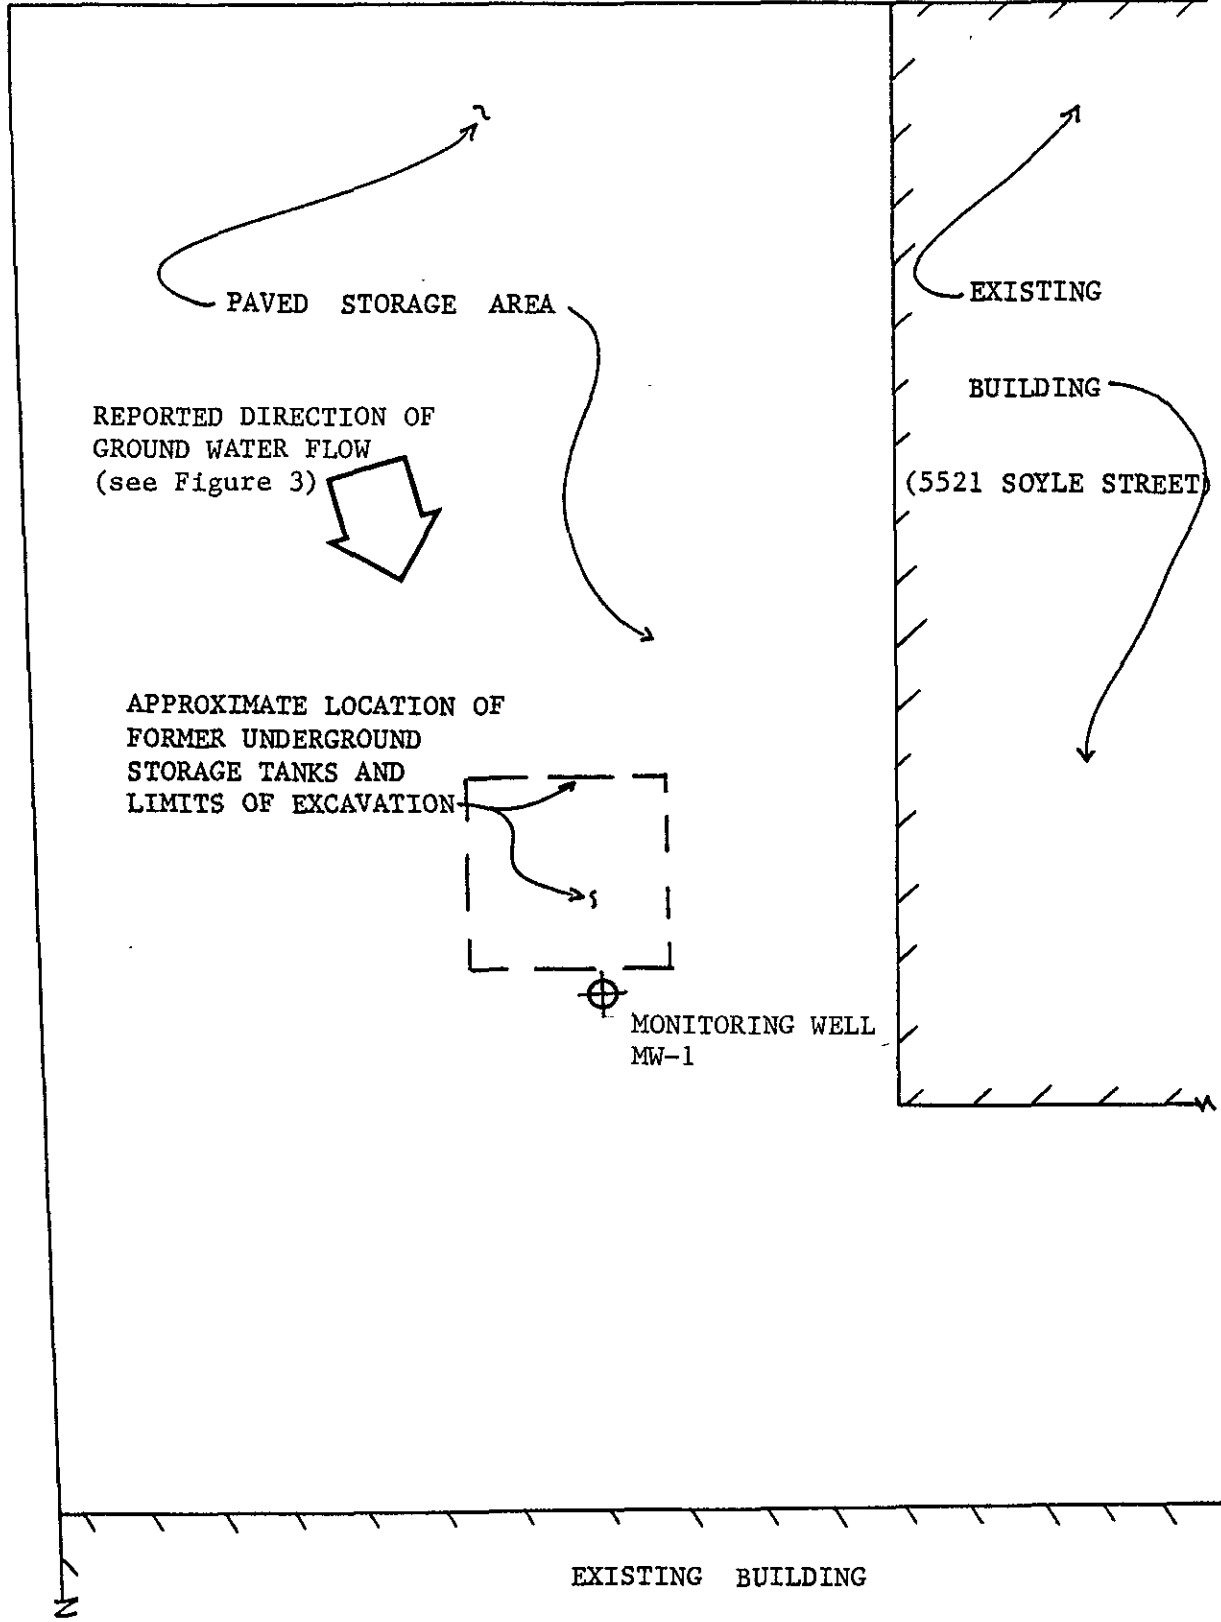 PAVED STORAGE AREA
EXISTING
BUILDING
(5521 SOYLE STREET)
REPORTED DIRECTION OF
GROUND WATER FLOW
(see Figure 3)
APPROXIMATE LOCATION OF
FORMER UNDERGROUND
STORAGE TANKS AND
LIMITS OF EXCAVATION
MONITORING WELL
MW-1
EXISTING BUILDING